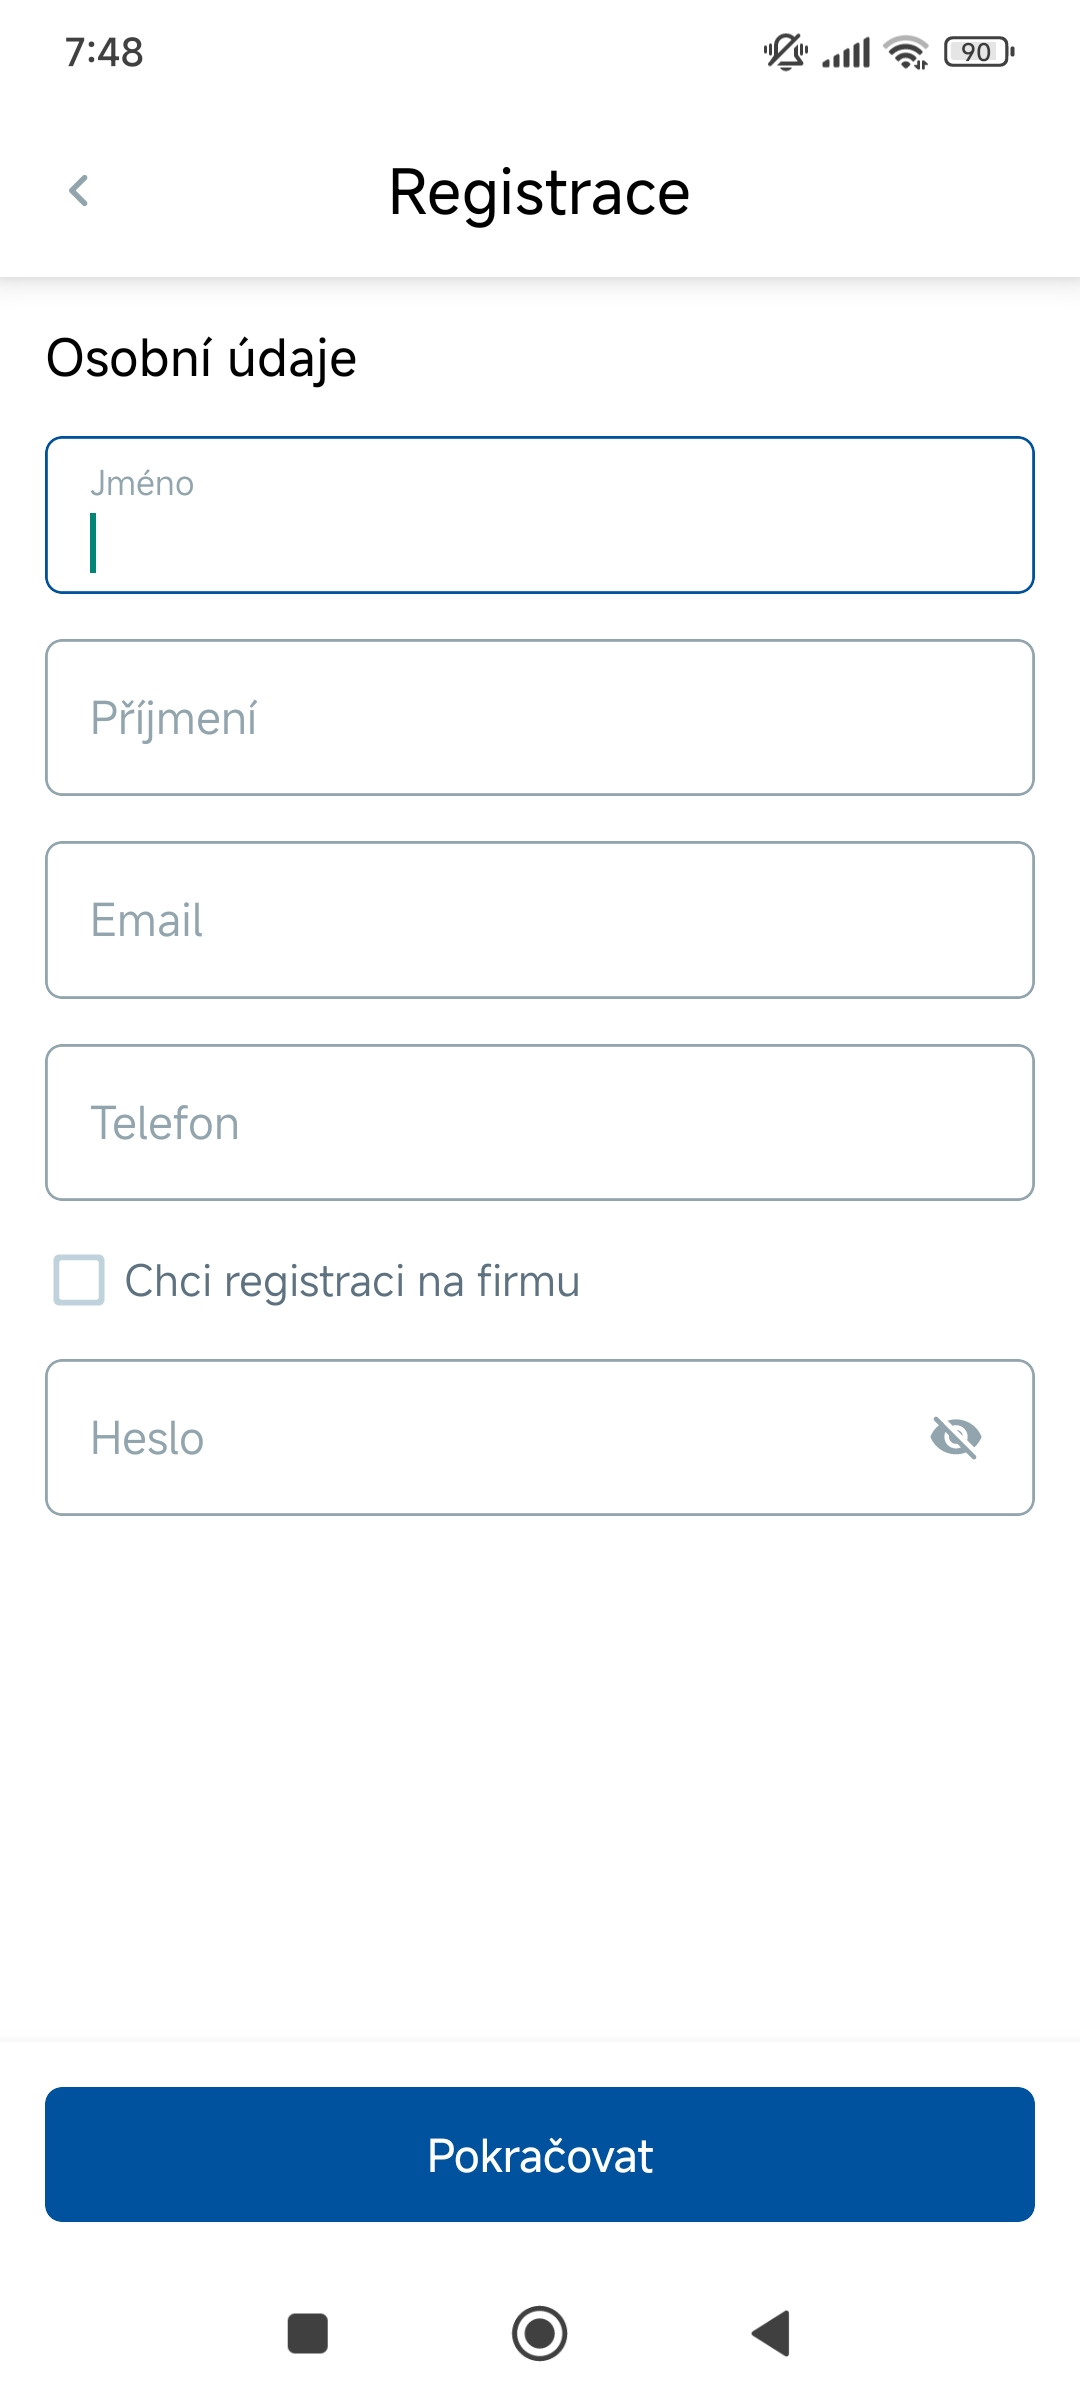 7:48
90
Registrace
Osobní údaje
Jméno
Příjmení
Email
Telefon
Chci registraci na firmu
Heslo
Pokračovat